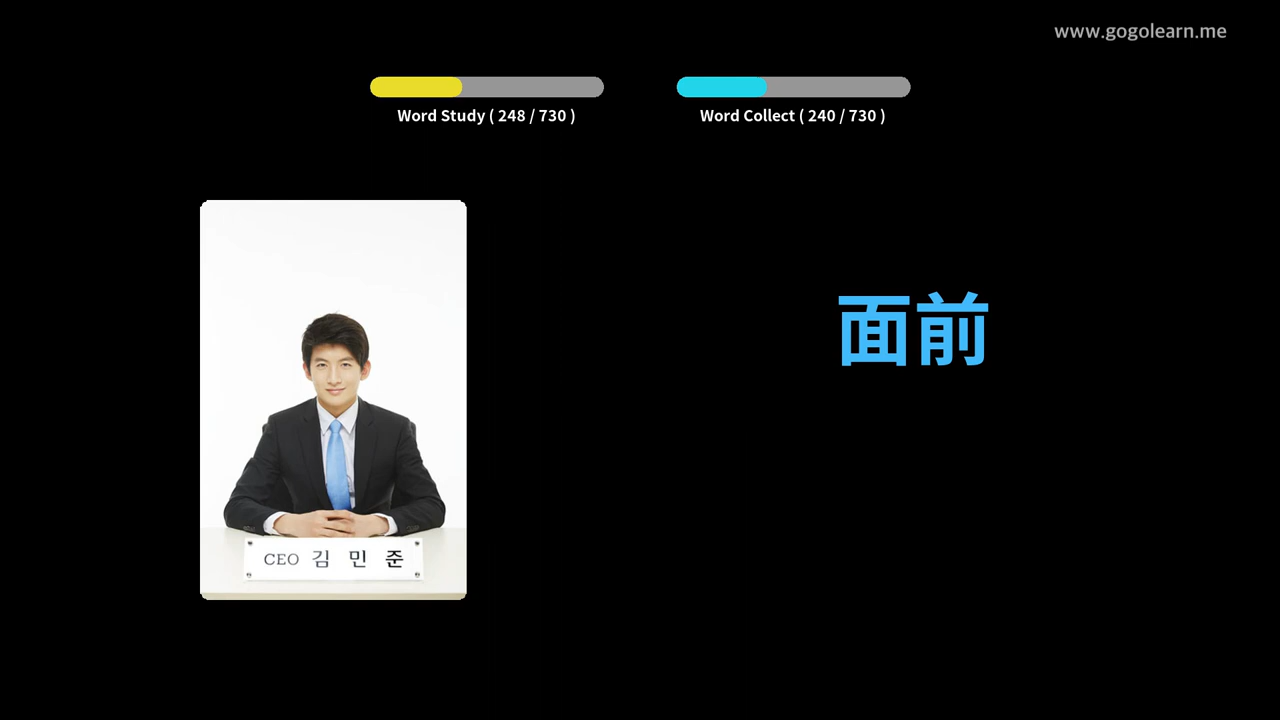 www.gogolearn.me
Word Study ( 248 / 730 )
Word Collect ( 240 / 730 )
面前
CEO 김 민 준